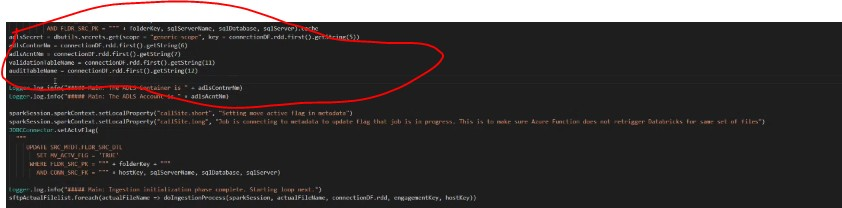 AND FLDR_SRC_PK = """ + folderKey, sqlServerName, sqlDatabase, sqlServer).cache
adlsSecret = dbutils.secrets.get(scope = "generic-scope", key = connectionDF.rdd.first().getString(5))
adlsContnrNm = connectionDF.rdd.first().getString(6)
adlsAcntNm = connectionDF.rdd.first().getString(7)
validationTableName = connectionDF.rdd.first().getString(11)
auditTableName = connectionDF.rdd.first().getString(12)
Logger.log.info("##### Main: The ADLS Container is " + adlsContnrNm)
Logger.log.info("##### Main: The ADLS Account is " + adlsAcntNm)
sparkSession.sparkContext.setLocalProperty("callSite.short", "Setting move active flag in metadata")
sparkSession.sparkContext.setLocalProperty("callSite.long", "Job is connecting to metadata to update flag that job is in progress. This is to make sure Azure Function does not retrigger Databricks for same set of files")
JDBCConnector.setActvFlag(
"""
UPDATE SRC_MTDT.FLDR_SRC_DTL
SET MV_ACTV_FLG = 'TRUE'
WHERE FLDR_SRC_PK = """ + folderKey + """
AND CONN_SRC_FK = """ + hostKey, sqlServerName, sqlDatabase, sqlServer)
Logger.log.info("##### Main: Ingestion initialization phase complete. Starting loop next.")
sftpActualFilelist.foreach(actualFileName => doIngestionProcess(sparkSession, actualFileName, connectionDF.rdd, engagementKey, hostKey))